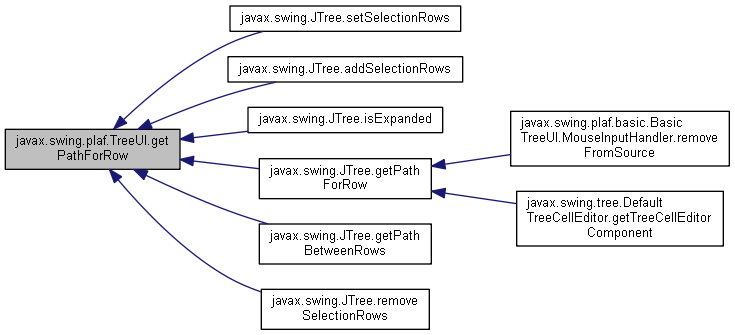 javax.swing.JTree.setSelectionRows
javax.swing.JTree.addSelectionRows
javax.swing.JTree.isExpanded
javax.swing.plaf.TreeUI.get
PathForRow
javax.swing.JTree.getPath
ForRow
javax.swing.plaf.basic.Basic
TreeUI.MouseInputHandler.remove
FromSource
javax.swing.tree.Default
TreeCellEditor.getTreeCellEditor
Component
javax.swing.JTree.getPath
BetweenRows
javax.swing.JTree.remove
SelectionRows